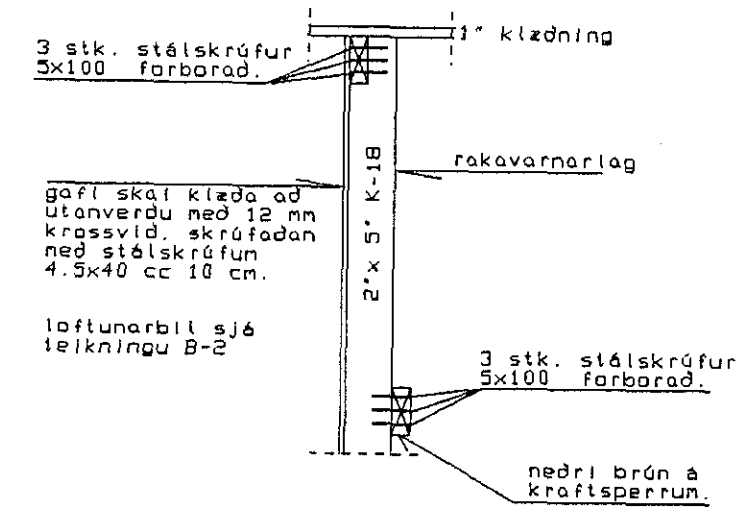 3 stk. stálskrúfur
5x100 forborað.
1" klæðning
rakavarnarlag
2"x 5" K-18
gafl skal klæða að
utanverðu með 12 mm
krossvið, skrúfaðan
með stálskrúfum
4.5x40 cc 10 cm.
loftunarbil sjá
teikningu B-2
3 stk. stálskrúfur
5x100 forborað.
neðri brún á
kraftsperrum.